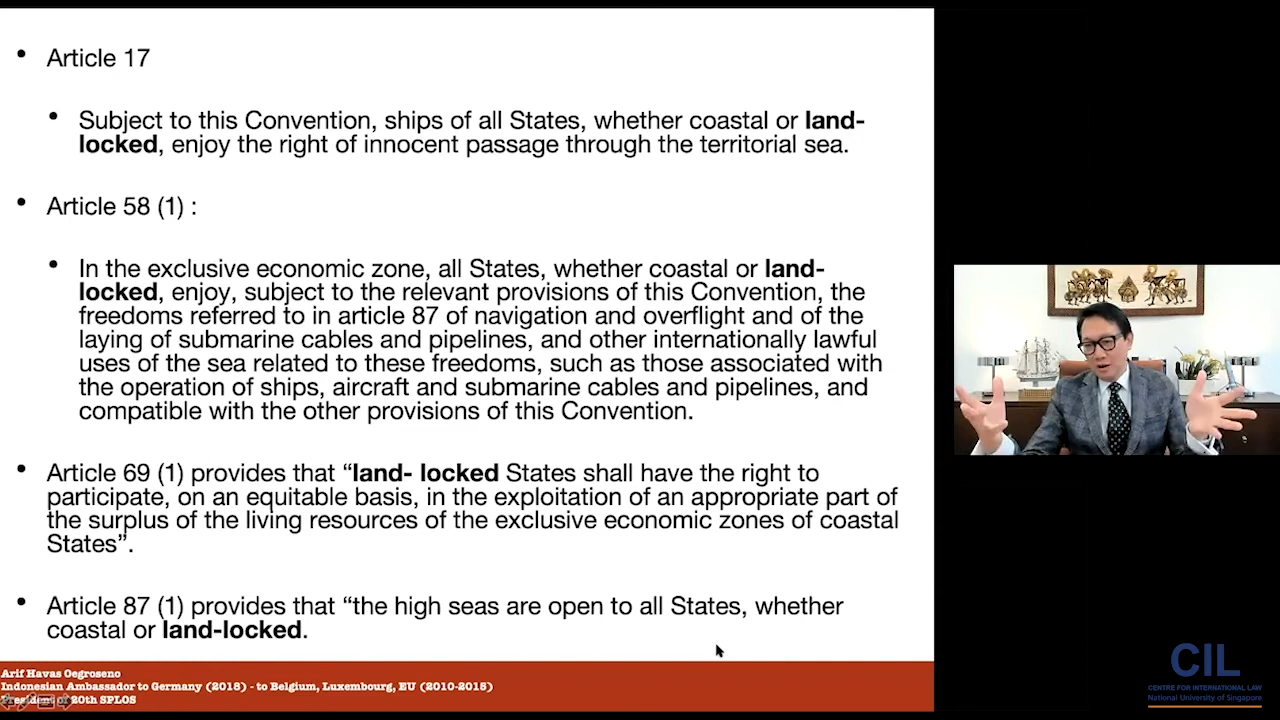 • Article 17
• Subject to this Convention, ships of all States, whether coastal or land-
locked, enjoy the right of innocent passage through the territorial sea.
• Article 58 (1) :
• In the exclusive economic zone, all States, whether coastal or land-
locked, enjoy, subject to the relevant provisions of this Convention, the
freedoms referred to in article 87 of navigation and overflight and of the
laying of submarine cables and pipelines, and other internationally lawful
uses of the sea related to these freedoms, such as those associated with
the operation of ships, aircraft and submarine cables and pipelines, and
compatible with the other provisions of this Convention.
• Article 69 (1) provides that “land- locked States shall have the right to
participate, on an equitable basis, in the exploitation of an appropriate part of
the surplus of the living resources of the exclusive economic zones of coastal
States”.
• Article 87 (1) provides that “the high seas are open to all States, whether
coastal or land-locked.
Arif Havas Oegroseno
Indonesian Ambassador to Germany (2018) - to Belgium, Luxembourg, EU (2010-2015)
President of 20th SPLOS
CIL
CENTRE FOR INTERNATIONAL LAW
National University of Singapore